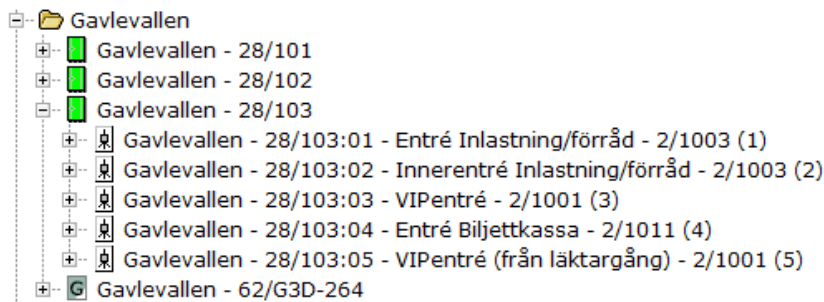 Gavlevallen
Gavlevallen - 28/101
Gavlevallen - 28/102
Gavlevallen - 28/103
Gavlevallen - 28/103:01 - Entré Inlastning/förråd - 2/1003 (1)
Gavlevallen - 28/103:02 - Innerentré Inlastning/förråd - 2/1003 (2)
Gavlevallen - 28/103:03 - VIPentré - 2/1001 (3)
Gavlevallen - 28/103:04 - Entré Biljettkassa - 2/1011 (4)
Gavlevallen - 28/103:05 - VIPentré (från läktargång) - 2/1001 (5)
G Gavlevallen - 62/G3D-264